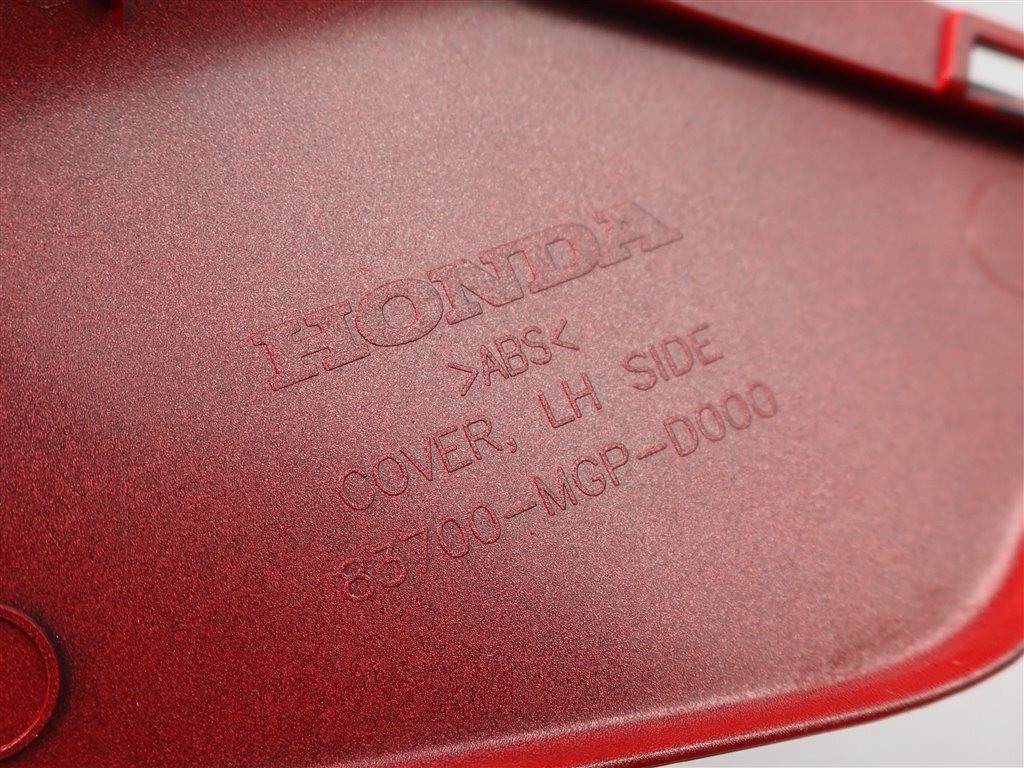 HONDA
>ABS<
COVER, LH SIDE
83700-MGP-D000